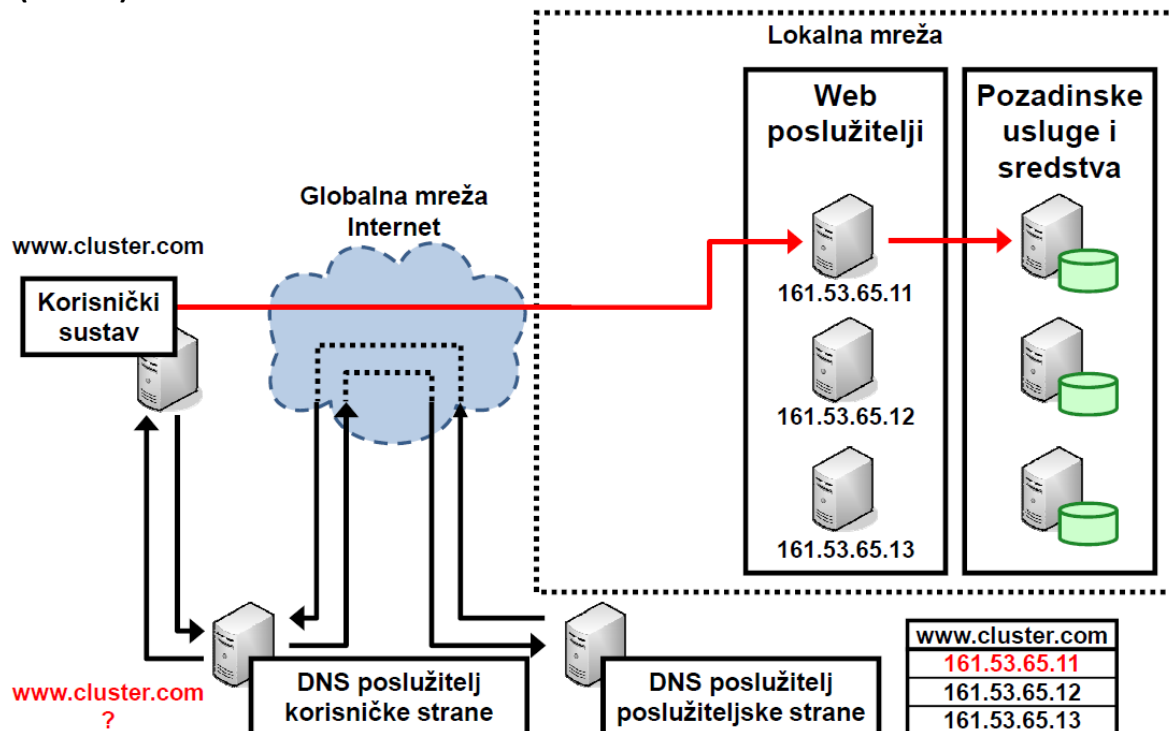 Lokalna mreža
Web
poslužitelji
Pozadinske
usluge i
sredstva
Globalna mreža
Internet
www.cluster.com
Korisnički
sustav
161.53.65.11
161.53.65.12
161.53.65.13
www.cluster.com
?
DNS poslužitelj
korisničke strane
DNS poslužitelj
poslužiteljske strane
www.cluster.com
161.53.65.11
161.53.65.12
161.53.65.13